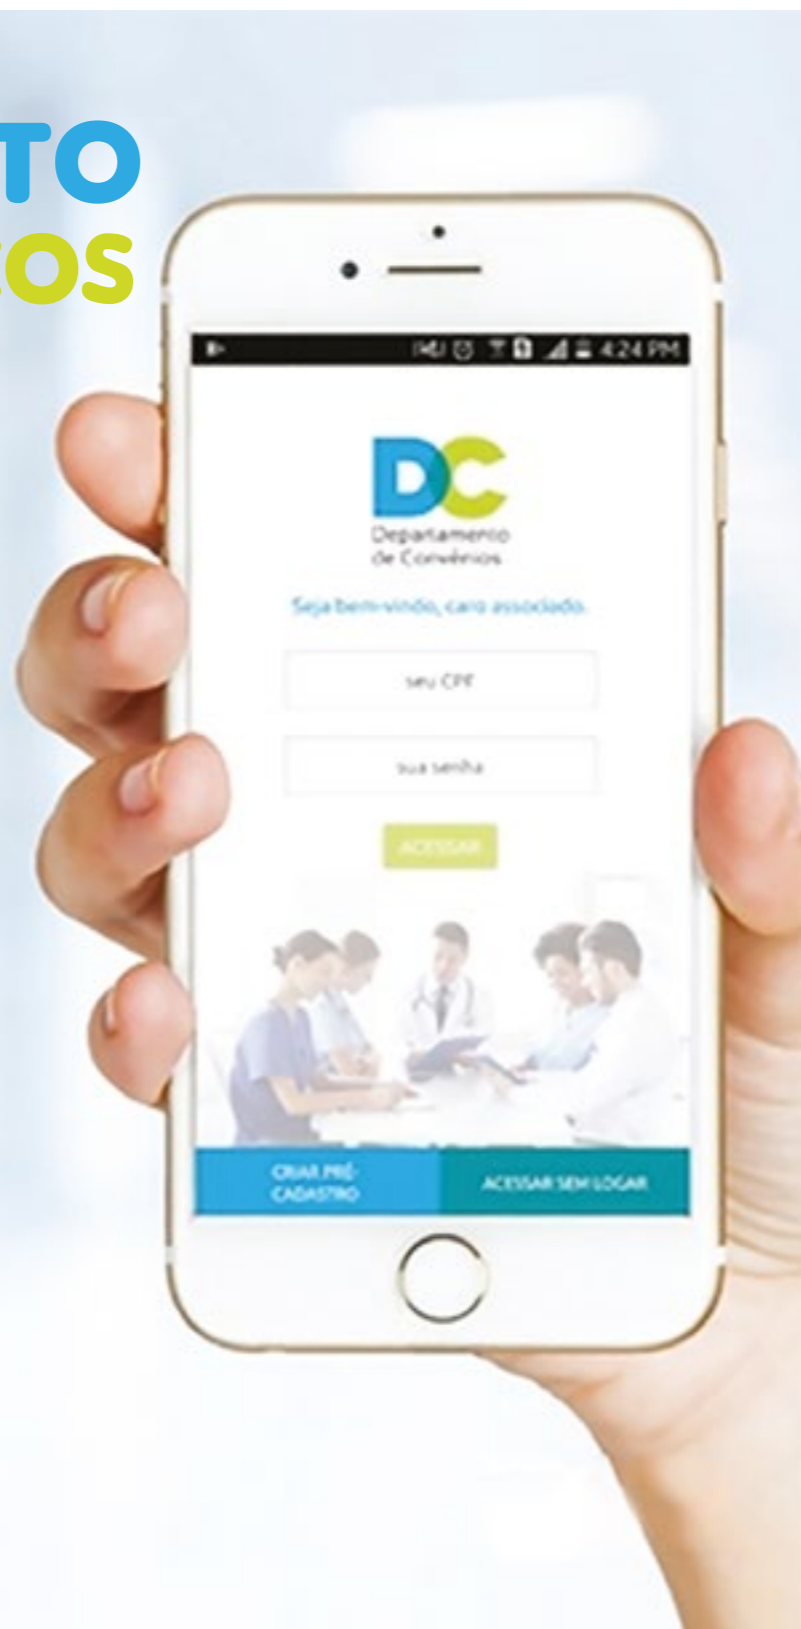 TO
COS
4:24 PM
DC
Departamento
de Convênios
Seja bem-vindo, caro associado.
seu CPF
sua senha
ACESSAR
CRIAR PRÉ-
CADASTRO
ACESSAR SEM LOGAR